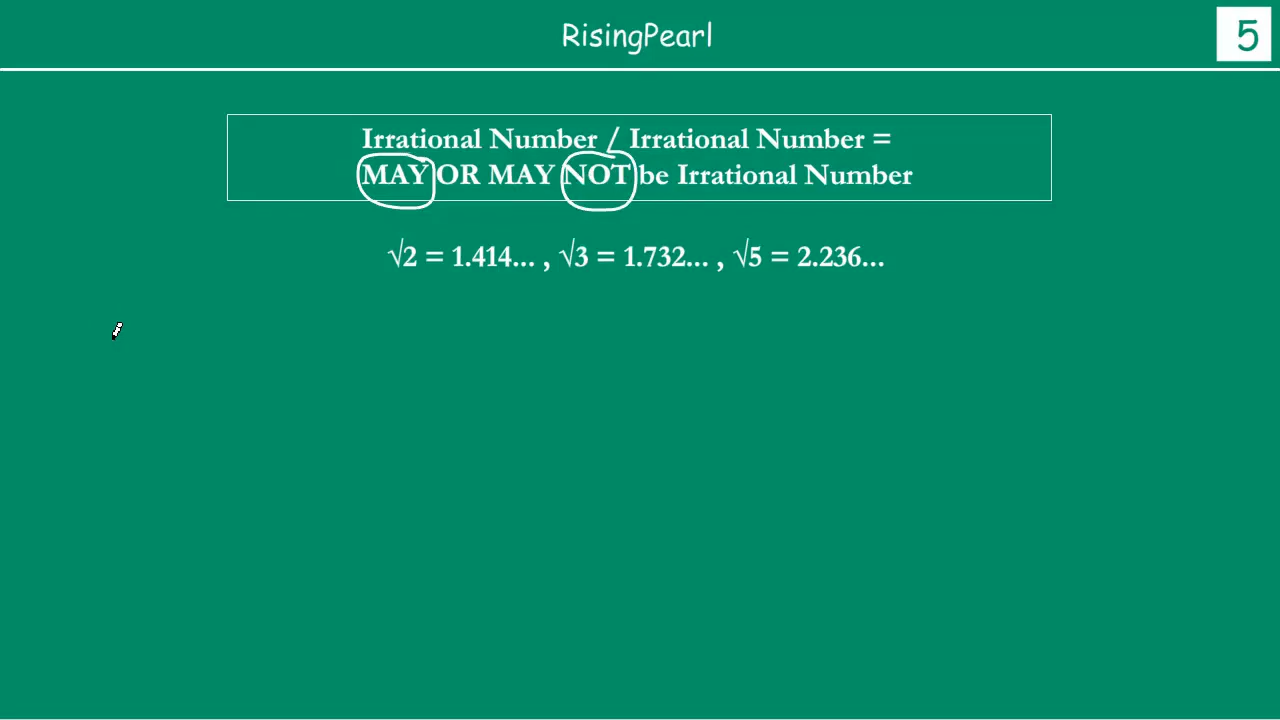 RisingPearl
5
Irrational Number / Irrational Number =
MAY OR MAY NOT be Irrational Number
√2 = 1.414... , √3 = 1.732... , √5 = 2.236...